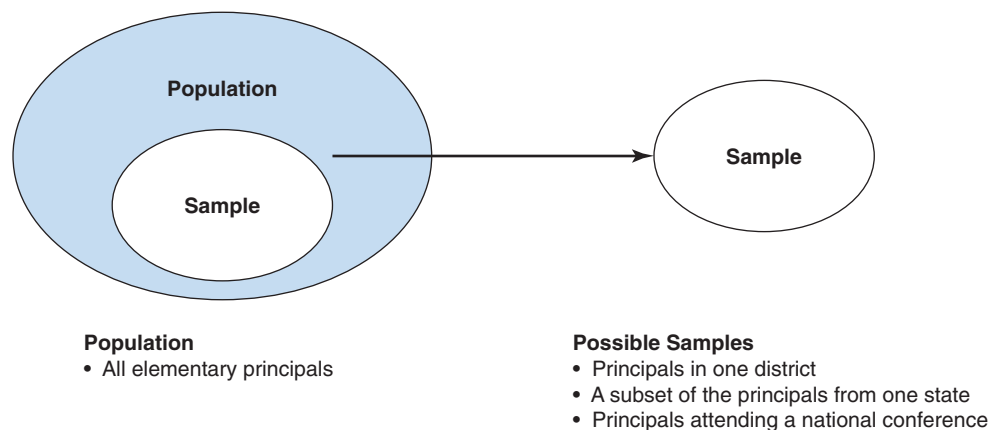 Population
Sample
Sample
Population
• All elementary principals
Possible Samples
• Principals in one district
• A subset of the principals from one state
• Principals attending a national conference